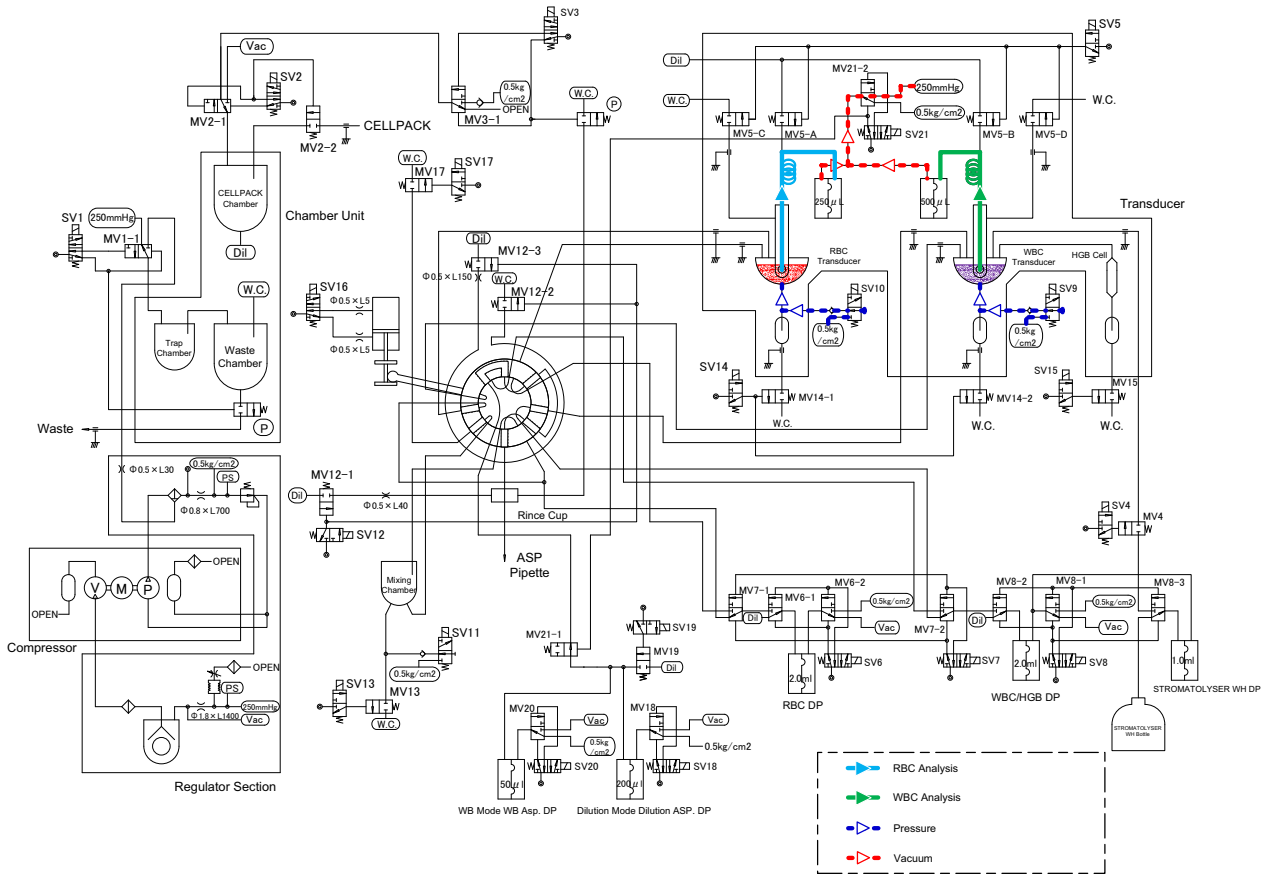 SV3
Vac
SV2
MV2-1
0.5kg
/cm2
OPEN
MV3-1
CELLPACK
MV2-2
W.C.
P
SV5
Dil
MV21-2
250mmHg
0.5kg/cm2
W.C.
W.C.
MV5-C
MV5-A
SV21
MV5-B
MV5-D
SV17
W.C.
MV17
CELLPACK
Chamber
Chamber Unit
Dil
SV1
250mmHg
MV1-1
250μL
500μL
Transducer
Dil
MV12-3
Φ0.5×L150
W.C.
MV12-2
RBC
Transducer
WBC
Transducer
HGB Cell
W.C.
SV16
Φ0.5×L5
Φ0.5×L5
SV10
0.5kg
/cm2
SV9
0.5kg
/cm2
Trap
Chamber
Waste
Chamber
SV14
MV14-1
W.C.
MV14-2
W.C.
SV15
MV15
W.C.
Waste
P
Φ0.5×L30
0.5kg/cm2
PS
Φ0.8×L700
MV12-1
Dil
Φ0.5×L40
Rince Cup
SV12
ASP
Pipette
SV4
MV4
OPEN
V
M
P
OPEN
Compressor
Mixing
Chamber
MV7-1
MV6-2
MV6-1
0.5kg/cm2
Dil
Vac
MV7-2
SV6
SV7
2.0ml
RBC DP
MV8-2
MV8-1
MV8-3
0.5kg/cm2
Dil
Vac
SV8
2.0ml
1.0ml
WBC/HGB DP
STROMATOLYSER WH DP
SV11
0.5kg/cm2
SV13
MV13
W.C.
MV21-1
SV19
MV19
Dil
OPEN
PS
250mmHg
Φ1.8×L1400
Vac
Regulator Section
MV20
Vac
0.5kg
/cm2
SV20
50μl
WB Mode WB Asp. DP
MV18
Vac
0.5kg/cm2
SV18
200μl
Dilution Mode Dilution ASP. DP
STROMATOLYSER
WH Bottle
RBC Analysis
WBC Analysis
Pressure
Vacuum